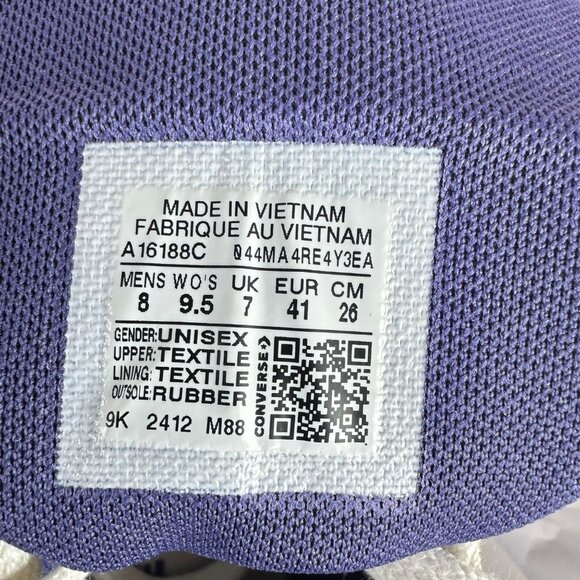 MADE IN VIETNAM
FABRIQUE AU VIETNAM
A16188C 044MA4RE4Y3EA
MENS WO'S UK EUR CM
8 9.5 7 41 26
GENDER: UNISEX
UPPER: TEXTILE
LINING: TEXTILE
OUTSOLE: RUBBER
CONVERSE
9K 2412 M88